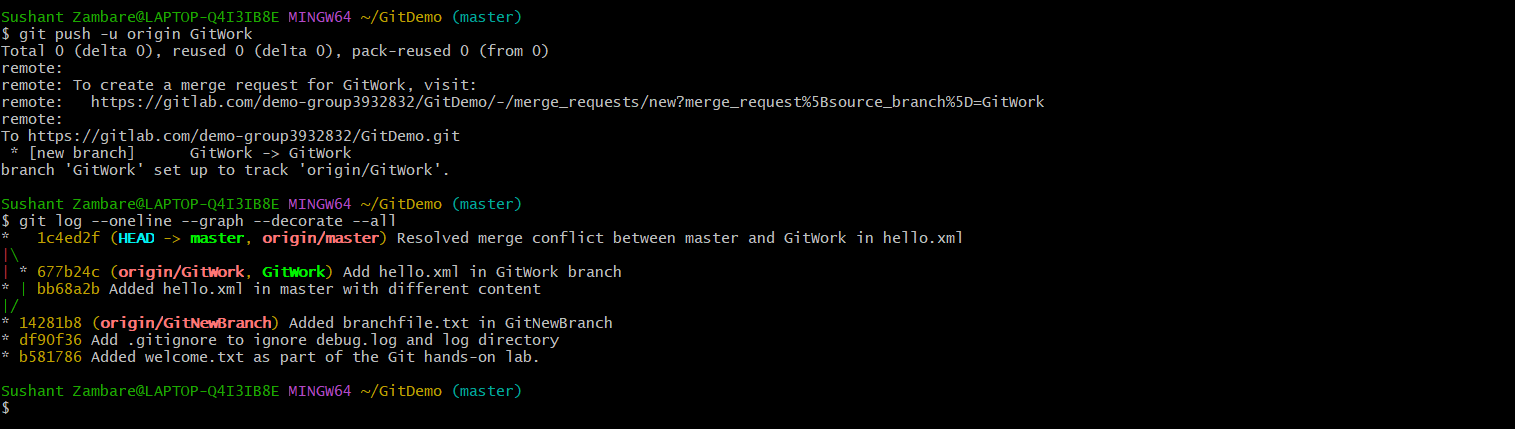 Sushant Zambare@LAPTOP-Q4I3IB8E MINGW64 ~/GitDemo (master)
$ git push -u origin GitWork
Total 0 (delta 0), reused 0 (delta 0), pack-reused 0 (from 0)
remote:
remote: To create a merge request for GitWork, visit:
remote:   https://gitlab.com/demo-group3932832/GitDemo/-/merge_requests/new?merge_request%5Bsource_branch%5D=GitWork
remote:
To https://gitlab.com/demo-group3932832/GitDemo.git
 * [new branch]      GitWork -> GitWork
branch 'GitWork' set up to track 'origin/GitWork'.
Sushant Zambare@LAPTOP-Q4I3IB8E MINGW64 ~/GitDemo (master)
$ git log --oneline --graph --decorate --all
*   1c4ed2f (HEAD -> master, origin/master) Resolved merge conflict between master and GitWork in hello.xml
|\
| * 677b24c (origin/GitWork, GitWork) Add hello.xml in GitWork branch
* | bb68a2b Added hello.xml in master with different content
|/
* 14281b8 (origin/GitNewBranch) Added branchfile.txt in GitNewBranch
* df90f36 Add .gitignore to ignore debug.log and log directory
* b581786 Added welcome.txt as part of the Git hands-on lab.
Sushant Zambare@LAPTOP-Q4I3IB8E MINGW64 ~/GitDemo (master)
$